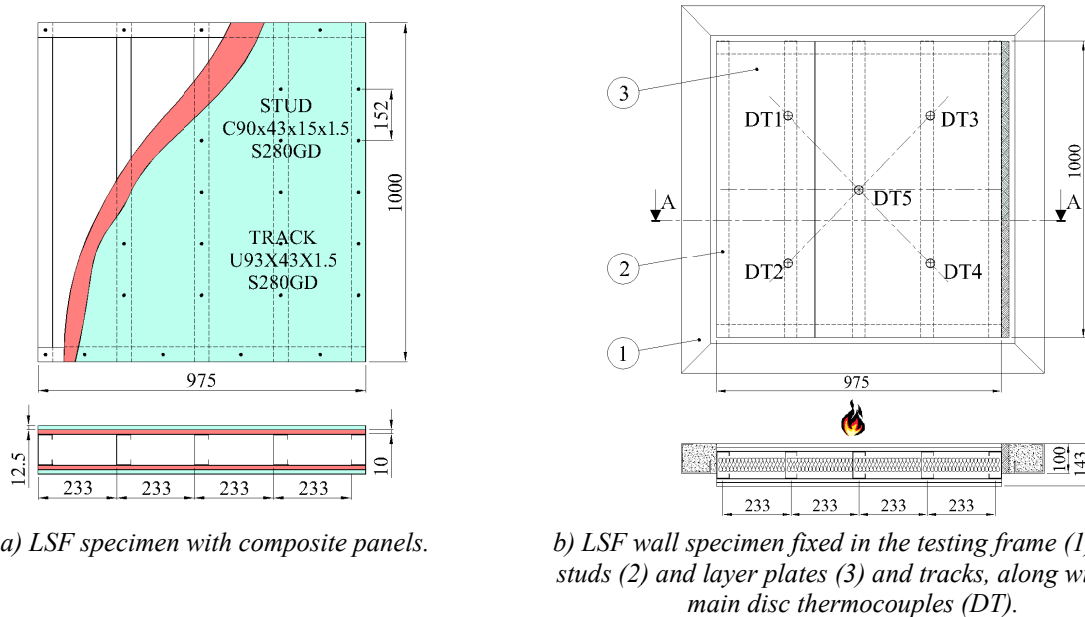 STUD
C90x43x15x1.5
S280GD
152
1000
TRACK
U93X43X1.5
S280GD
975
12.5
10
233 233 233 233
a) LSF specimen with composite panels.
3
DT1 DT3
DT5
A A
2
DT2 DT4
1
1000
975
100
143
233 233 233 233
b) LSF wall specimen fixed in the testing frame (1
studs (2) and layer plates (3) and tracks, along wi
main disc thermocouples (DT).